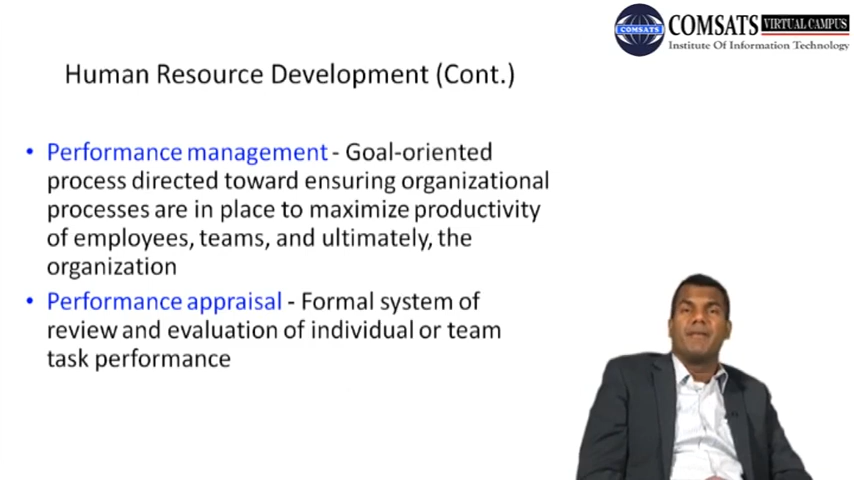 COMSATS VIRTUAL CAMPUS
COMSATS
Institute Of Information Technology
Human Resource Development (Cont.)
• Performance management - Goal-oriented
process directed toward ensuring organizational
processes are in place to maximize productivity
of employees, teams, and ultimately, the
organization
• Performance appraisal - Formal system of
review and evaluation of individual or team
task performance